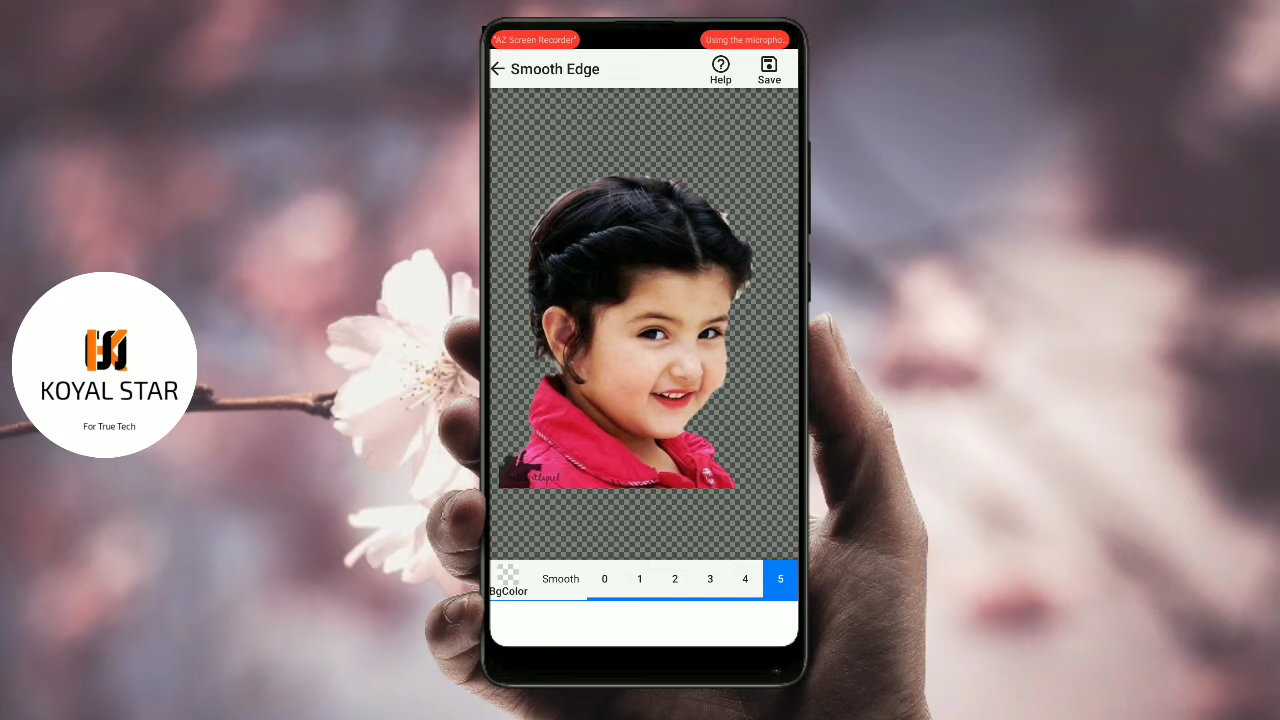 "AZ Screen Recorder"
Using the micropho..
Smooth Edge
Help
Save
KOYAL STAR
For True Tech
Smooth 0 1 2 3 4 5
BgColor